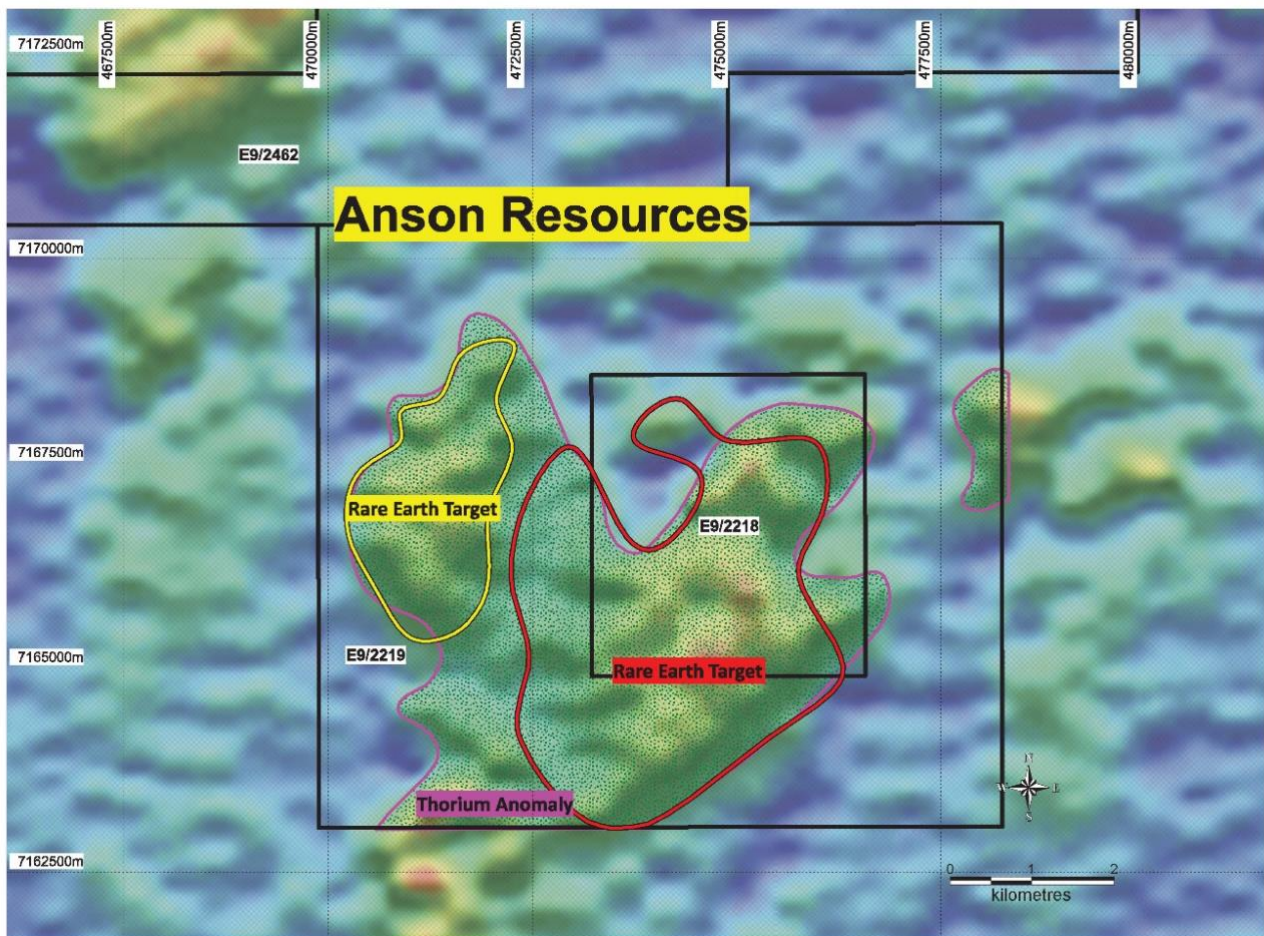 7172500m
467500m
470000m
472500m
475000m
477500m
480000m
E9/2462
Anson Resources
7170000m
7167500m
Rare Earth Target
E9/2218
E9/2219
7165000m
Rare Earth Target
Thorium Anomaly
N
W E
S
7162500m
0 1 2
kilometres